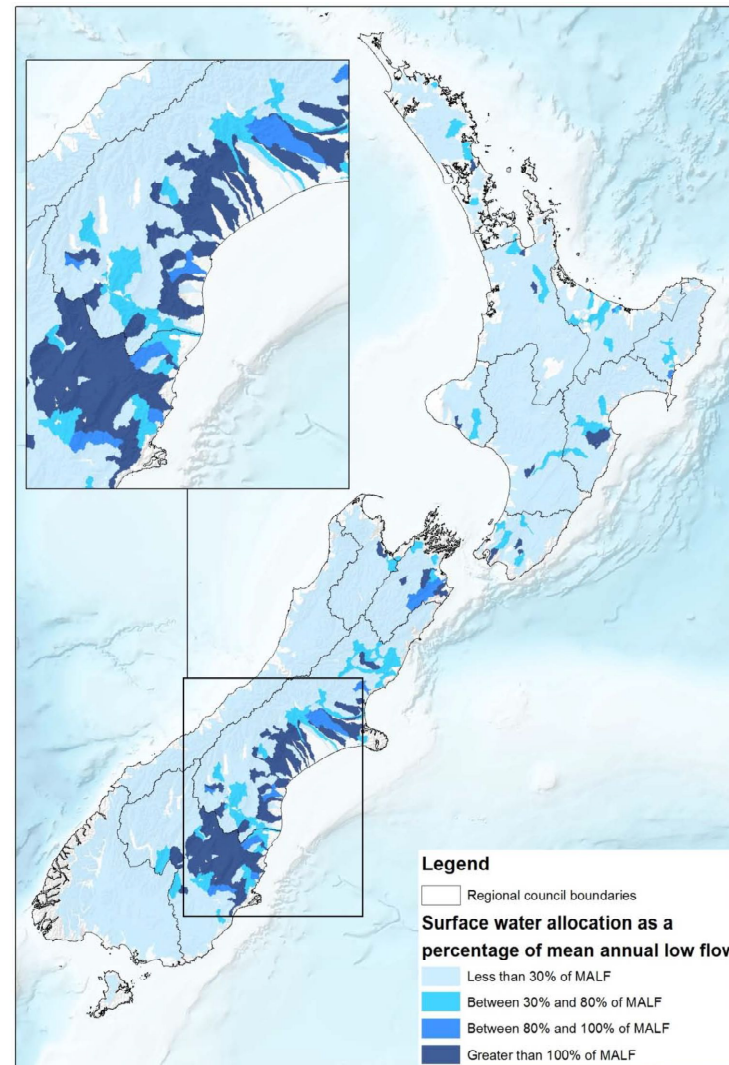 Legend
Regional council boundaries
Surface water allocation as a
percentage of mean annual low flow
Less than 30% of MALF
Between 30% and 80% of MALF
Between 80% and 100% of MALF
Greater than 100% of MALF